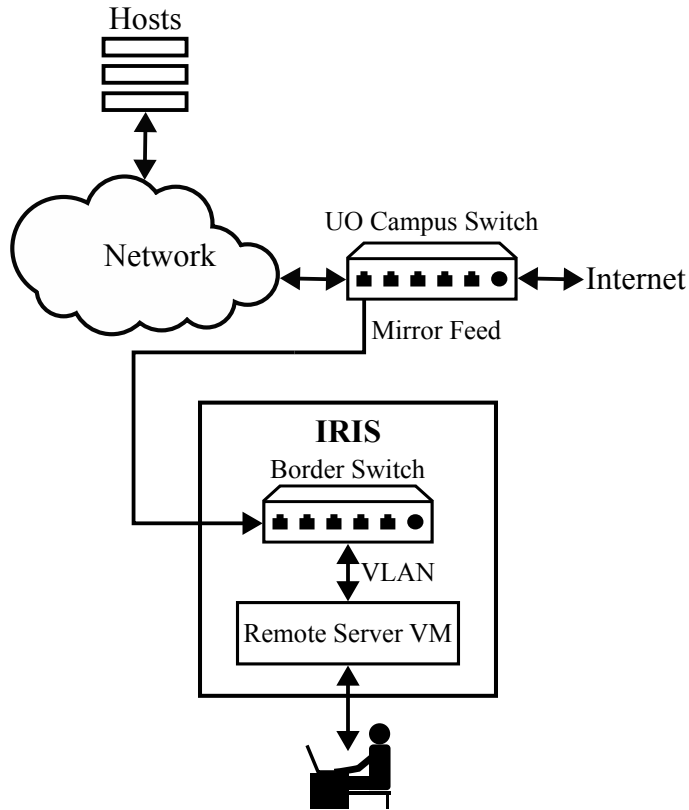 Hosts
UO Campus Switch
Network
Internet
Mirror Feed
IRIS
Border Switch
VLAN
Remote Server VM